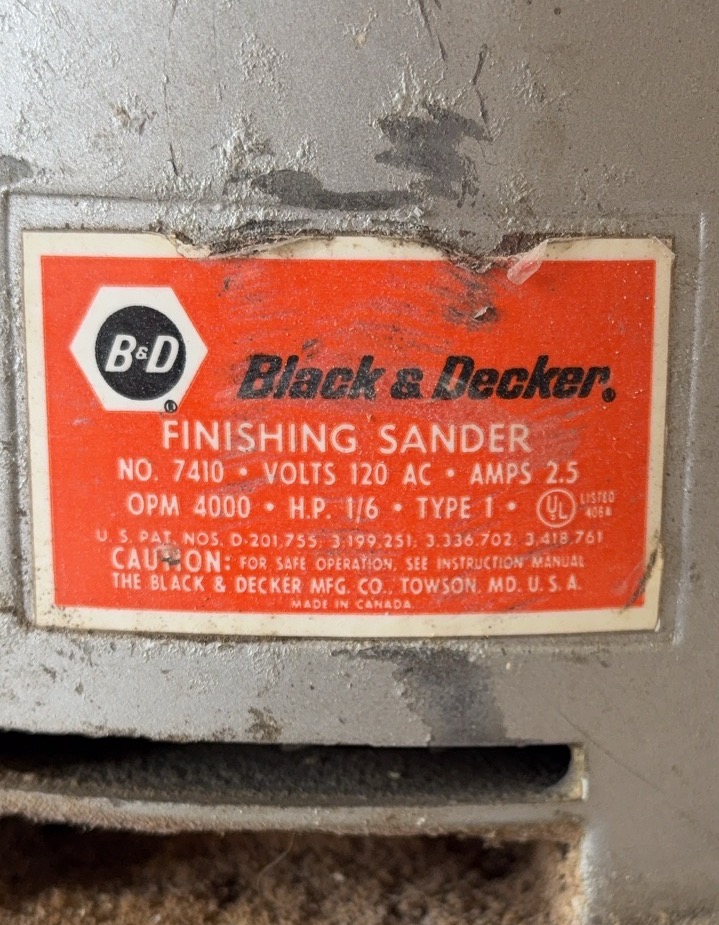 B&D
®
Black & Decker®
FINISHING SANDER
NO. 7410 • VOLTS 120 AC • AMPS 2.5
OPM 4000 • H.P. 1/6 • TYPE 1 • UL LISTED
U. S. PAT. NOS. D-201,755, 3,199,251, 3,336,702, 3,418,761
CAUTION: FOR SAFE OPERATION, SEE INSTRUCTION MANUAL
THE BLACK & DECKER MFG. CO., TOWSON, MD. U. S. A.
MADE IN CANADA